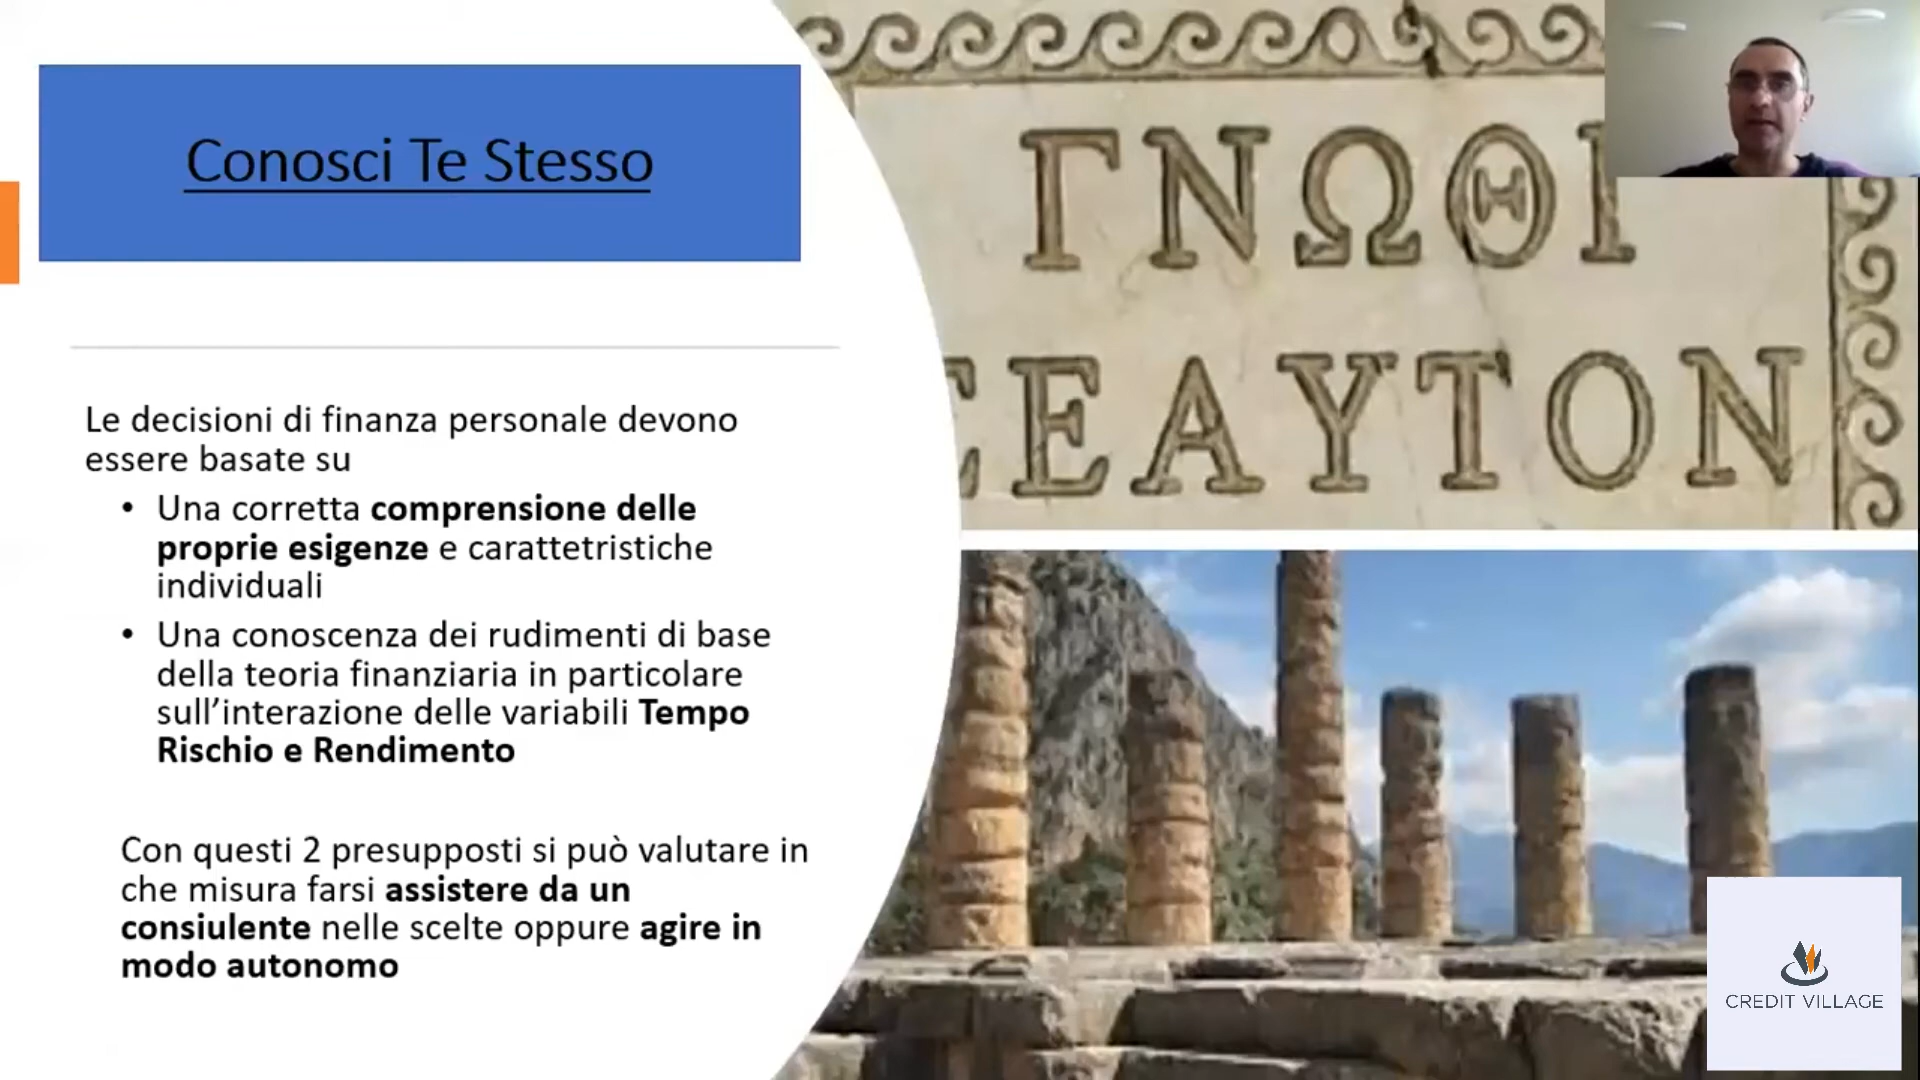 Conosci Te Stesso
Le decisioni di finanza personale devono
essere basate su
• Una corretta comprensione delle
proprie esigenze e carattetristiche
individuali
• Una conoscenza dei rudimenti di base
della teoria finanziaria in particolare
sull’interazione delle variabili Tempo
Rischio e Rendimento
Con questi 2 presupposti si può valutare in
che misura farsi assistere da un
consiulente nelle scelte oppure agire in
modo autonomo
ΓΝΩΘΙ
ΣΕΑΥΤΟΝ
CREDIT VILLAGE